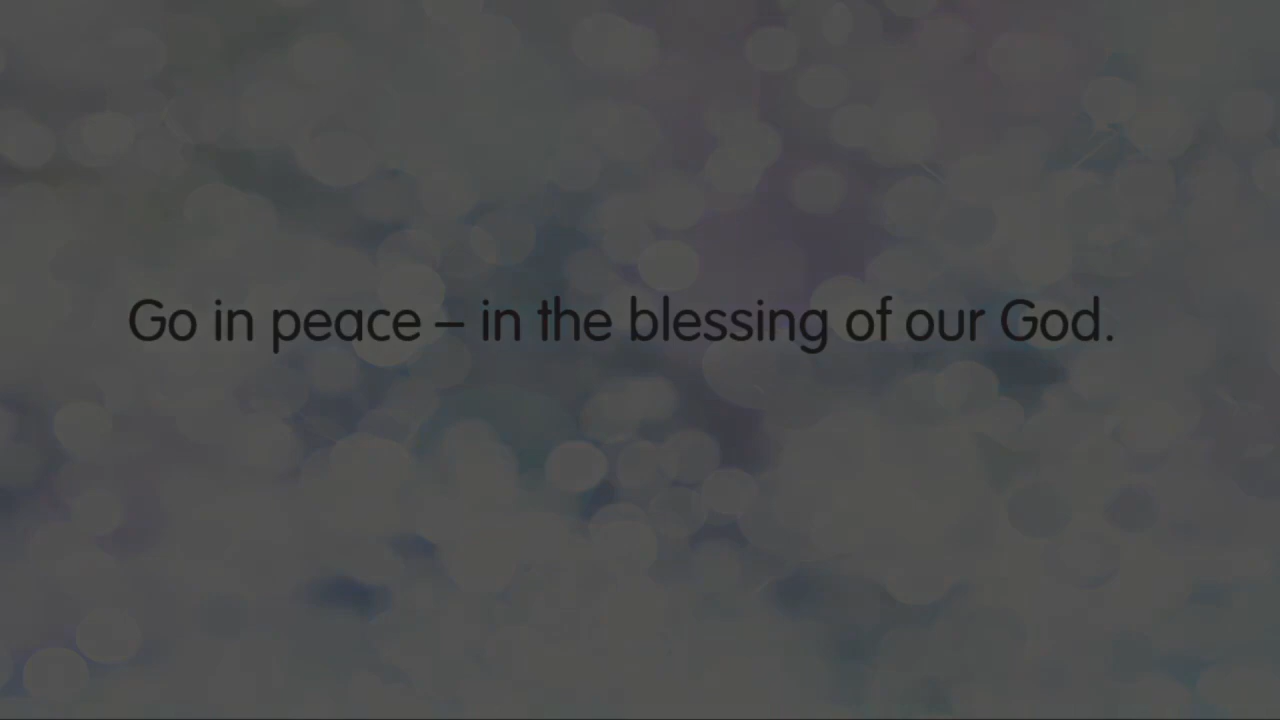 Go in peace – in the blessing of our God.